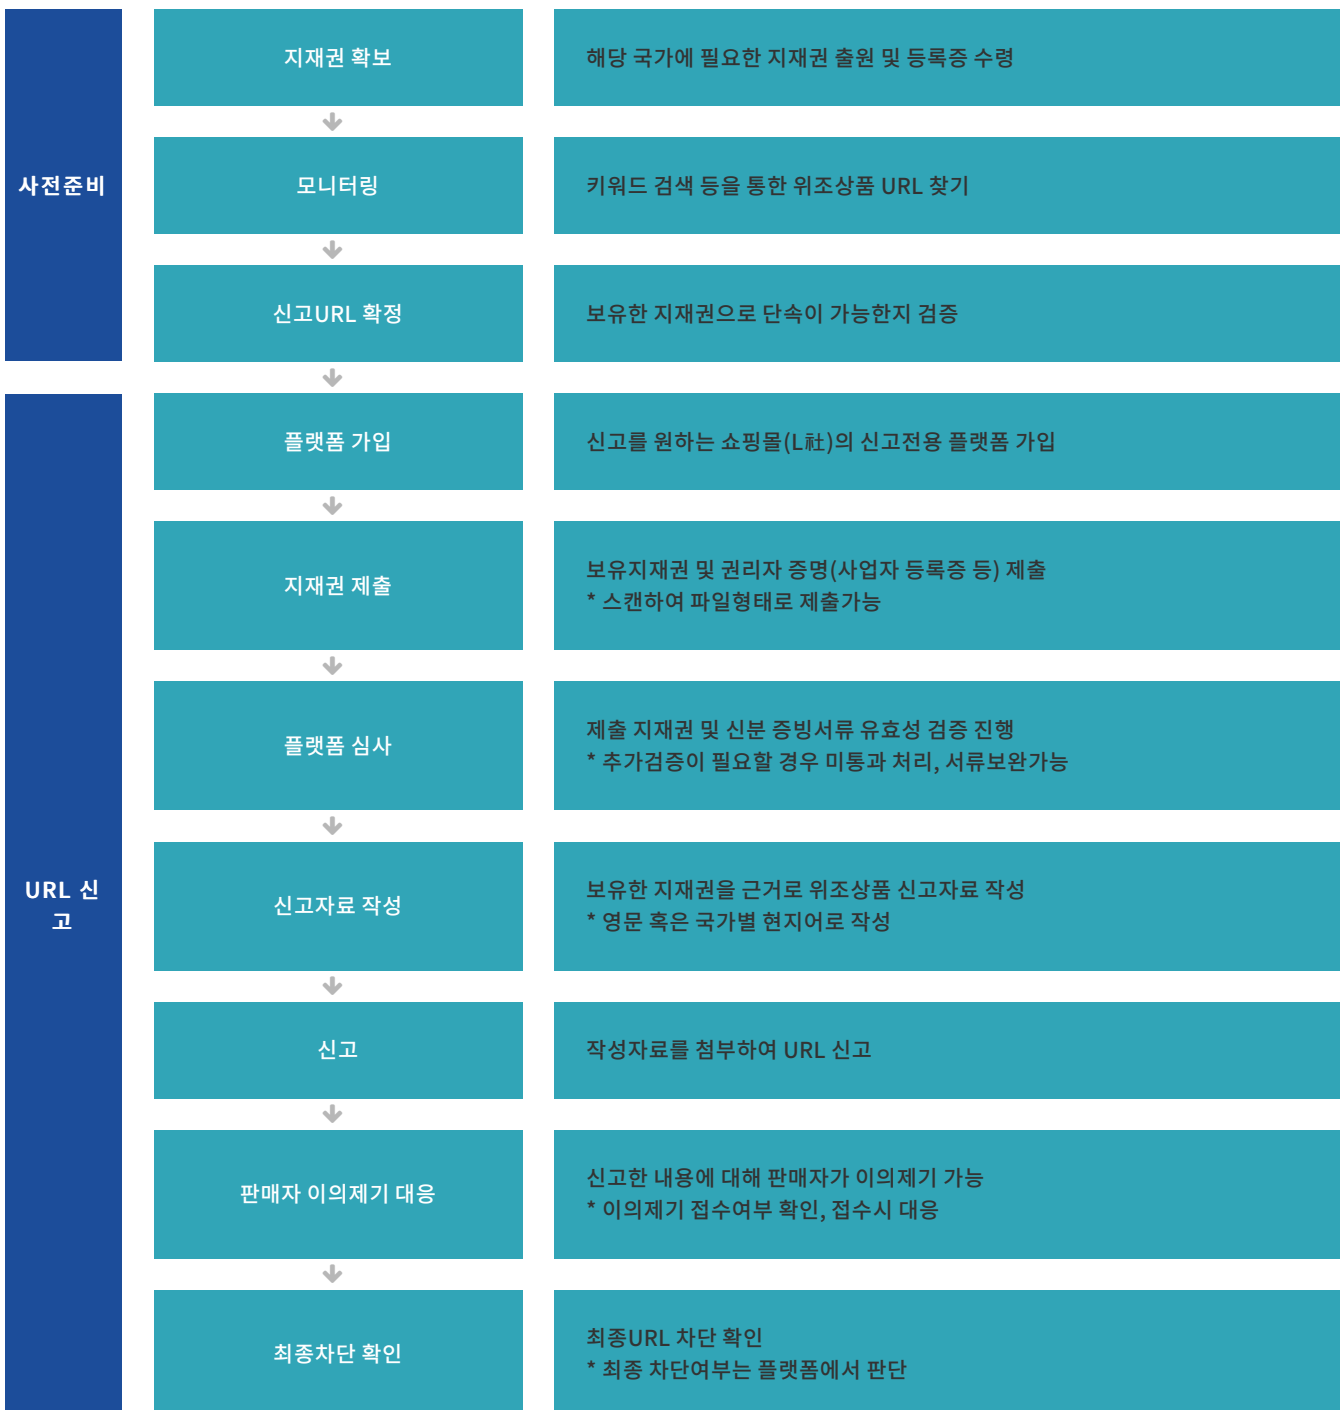 사전준비
지재권 확보
해당 국가에 필요한 지재권 출원 및 등록증 수령
모니터링
키워드 검색 등을 통한 위조상품 URL 찾기
신고URL 확정
보유한 지재권으로 단속이 가능한지 검증
URL 신
고
플랫폼 가입
신고를 원하는 쇼핑몰(L社)의 신고전용 플랫폼 가입
지재권 제출
보유지재권 및 권리자 증명(사업자 등록증 등) 제출
* 스캔하여 파일형태로 제출가능
플랫폼 심사
제출 지재권 및 신분 증빙서류 유효성 검증 진행
* 추가검증이 필요할 경우 미통과 처리, 서류보완가능
신고자료 작성
보유한 지재권을 근거로 위조상품 신고자료 작성
* 영문 혹은 국가별 현지어로 작성
신고
작성자료를 첨부하여 URL 신고
판매자 이의제기 대응
신고한 내용에 대해 판매자가 이의제기 가능
* 이의제기 접수여부 확인, 접수시 대응
최종차단 확인
최종URL 차단 확인
* 최종 차단여부는 플랫폼에서 판단